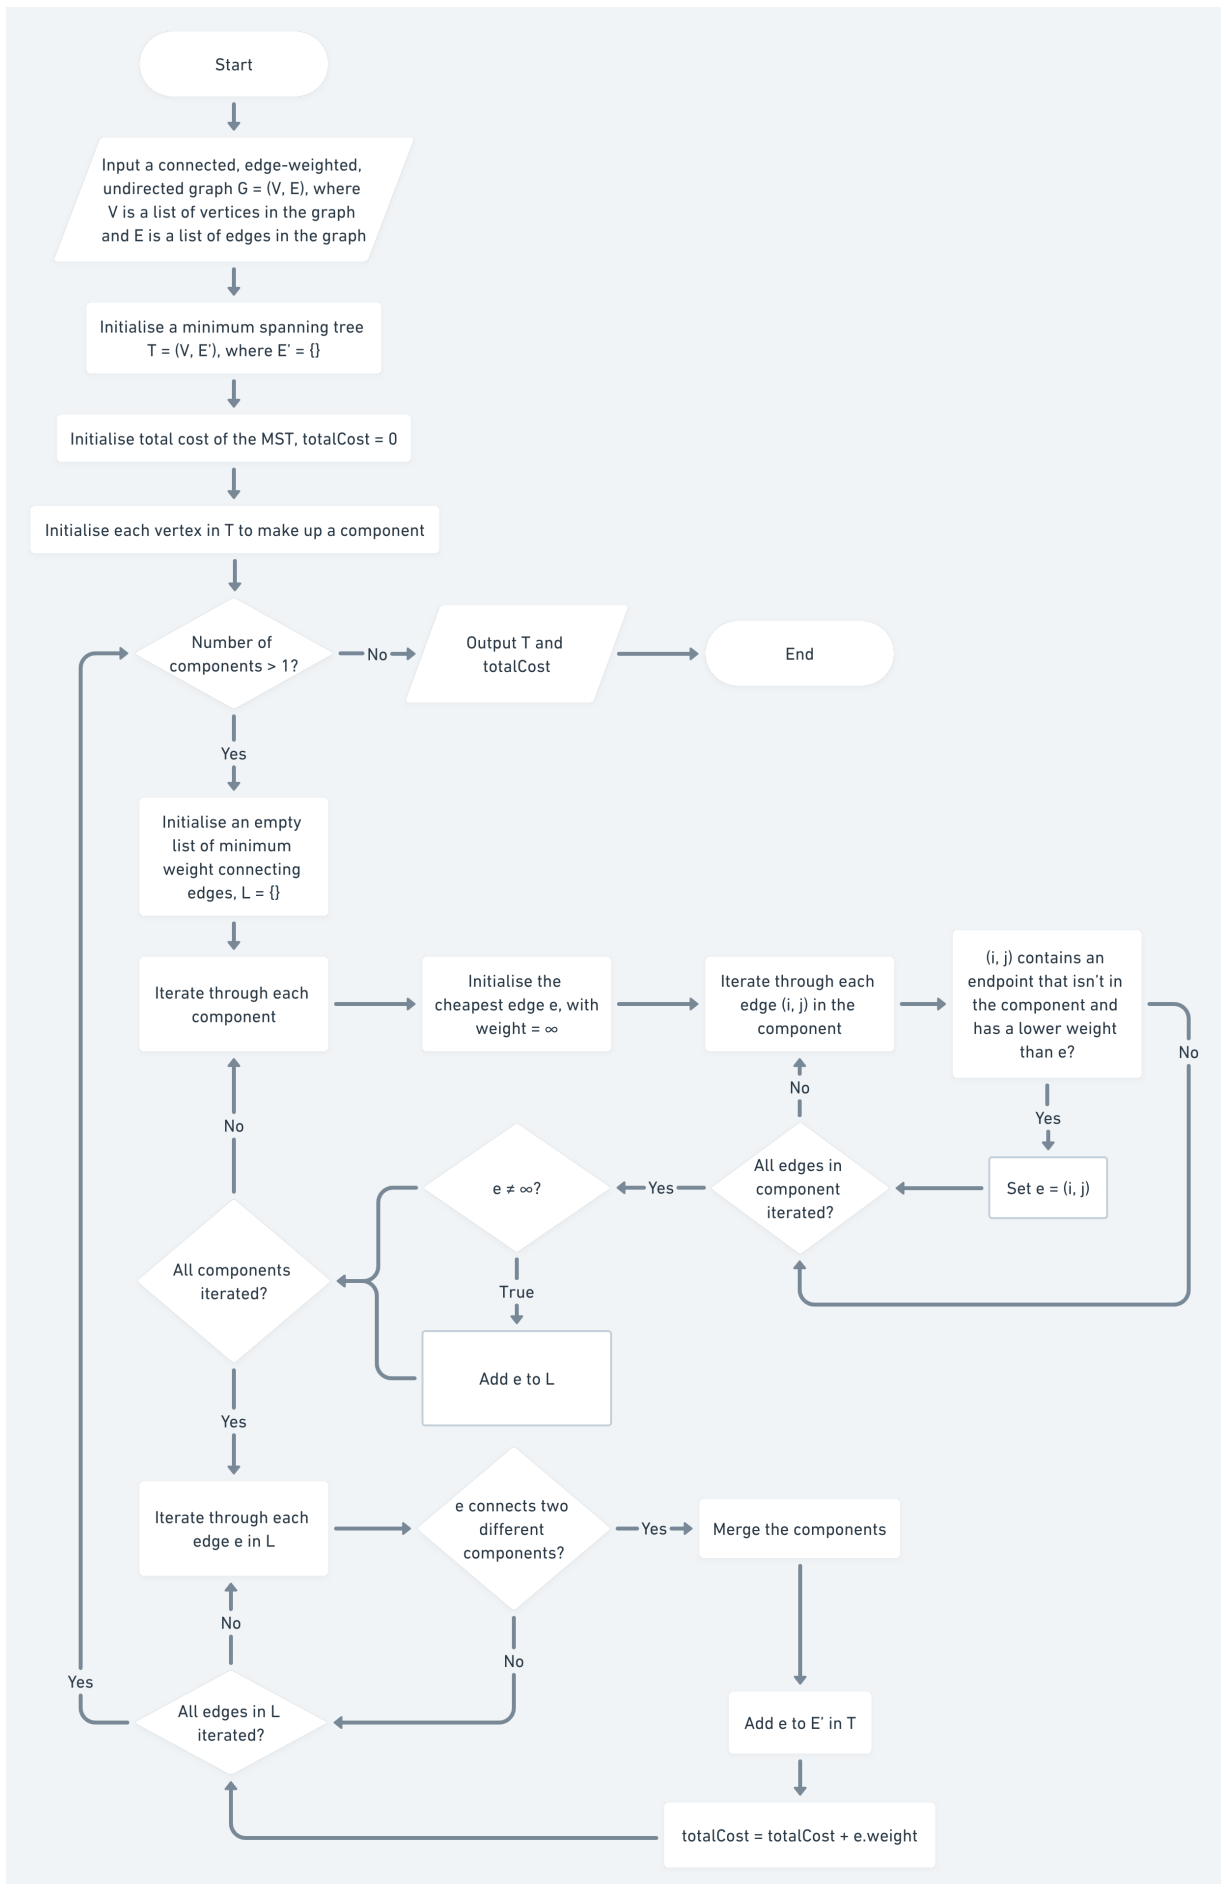 Start
Input a connected, edge-weighted,
undirected graph G = (V, E), where
V is a list of vertices in the graph
and E is a list of edges in the graph
Initialise a minimum spanning tree
T = (V, E’), where E’ = {}
Initialise total cost of the MST, totalCost = 0
Initialise each vertex in T to make up a component
Number of
components > 1?
No
Output T and
totalCost
End
Yes
Initialise an empty
list of minimum
weight connecting
edges, L = {}
Iterate through each
component
Initialise the
cheapest edge e, with
weight = ∞
Iterate through each
edge (i, j) in the
component
(i, j) contains an
endpoint that isn’t in
the component and
has a lower weight
than e?
No
Yes
Set e = (i, j)
No
All edges in
component
iterated?
Yes
e ≠ ∞?
True
Add e to L
No
All components
iterated?
Yes
Iterate through each
edge e in L
e connects two
different
components?
Yes
Merge the components
No
Add e to E’ in T
totalCost = totalCost + e.weight
No
All edges in L
iterated?
Yes